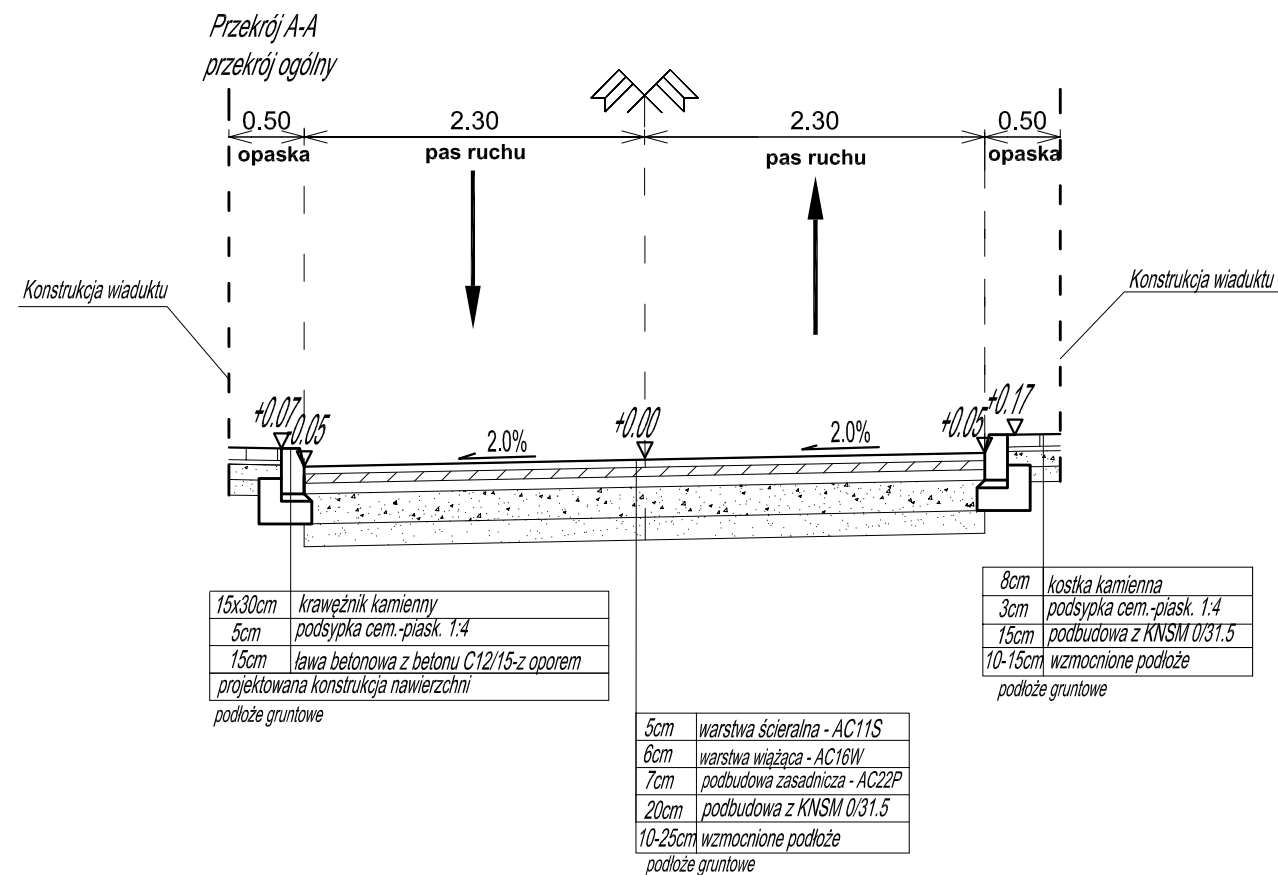 Przekrój A-A
przekrój ogólny
0.50 2.30 2.30 0.50
opaska pas ruchu pas ruchu opaska
Konstrukcja wiaduktu Konstrukcja wiaduktu
+0.07 -0.05 2.0% +0.00 2.0% +0.05 +0.17
15x30cm krawężnik kamienny
5cm podsypka cem.-piask. 1:4
15cm ława betonowa z betonu C12/15-z oporem
projektowana konstrukcja nawierzchni
podłoże gruntowe
8cm kostka kamienna
3cm podsypka cem.-piask. 1:4
15cm podbudowa z KNSM 0/31.5
10-15cm wzmocnione podłoże
podłoże gruntowe
5cm warstwa ścieralna - AC11S
6cm warstwa wiążąca - AC16W
7cm podbudowa zasadnicza - AC22P
20cm podbudowa z KNSM 0/31.5
10-25cm wzmocnione podłoże
podłoże gruntowe